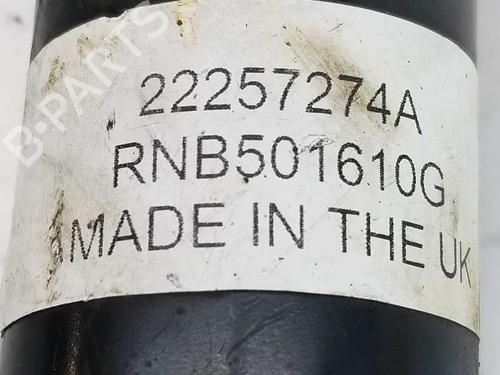 B-PARTS
22257274A
RNB501610G
MADE IN THE UK